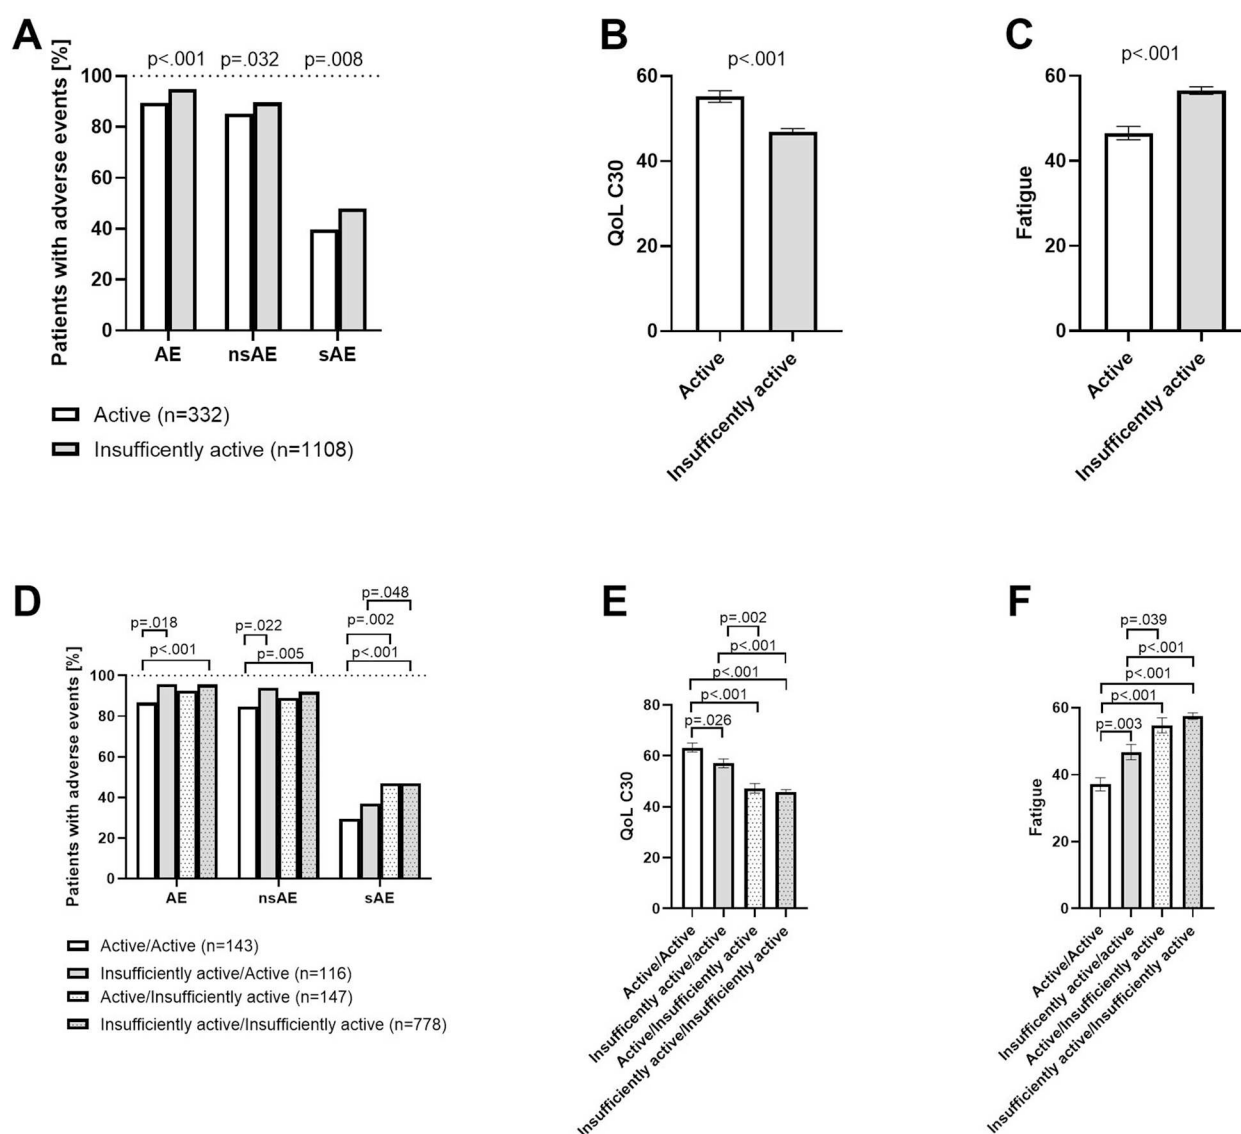 A
Patients with adverse events [%]
p<.001 p=.032 p=.008
100
80
60
40
20
0
AE nsAE sAE
Active (n=332)
Insufficently active (n=1108)
B
p<.001
QoL C30
60
40
20
0
Active
Insufficently active
C
p<.001
Fatigue
60
40
20
0
Active
Insufficently active
D
Patients with adverse events [%]
p=.048
p=.018 p=.022 p=.002
p<.001 p=.005 p<.001
100
80
60
40
20
0
AE nsAE sAE
Active/Active (n=143)
Insufficiently active/Active (n=116)
Active/Insufficiently active (n=147)
Insufficiently active/Insufficiently active (n=778)
E
p=.002
p<.001
p<.001
p<.001
p=.026
QoL C30
80
60
40
20
0
Active/Active
Insufficiently active/active
Active/Insufficiently active
Insufficiently active/Insufficiently active
F
p=.039
p<.001
p<.001
p<.001
p=.003
Fatigue
60
40
20
0
Active/Active
Insufficiently active/active
Active/Insufficiently active
Insufficiently active/Insufficiently active